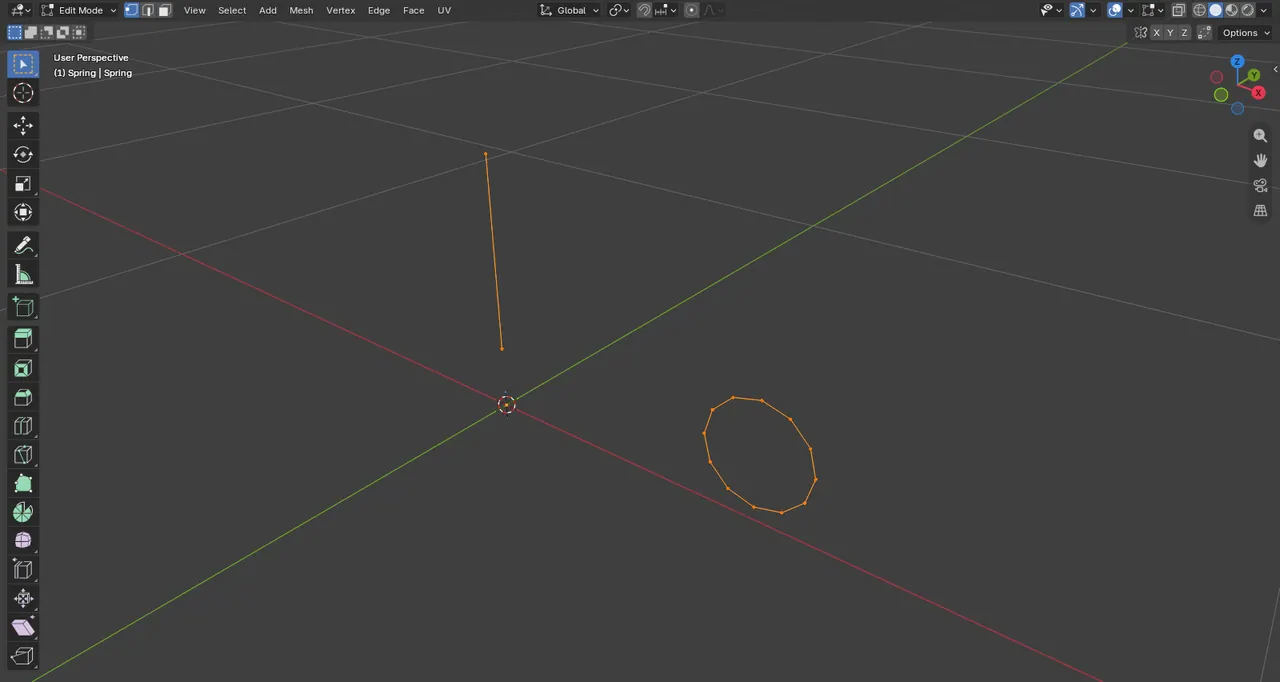 Edit Mode View Select Add Mesh Vertex Edge Face UV Global
X Y Z Options
User Perspective
(1) Spring | Spring
Z
Y
X